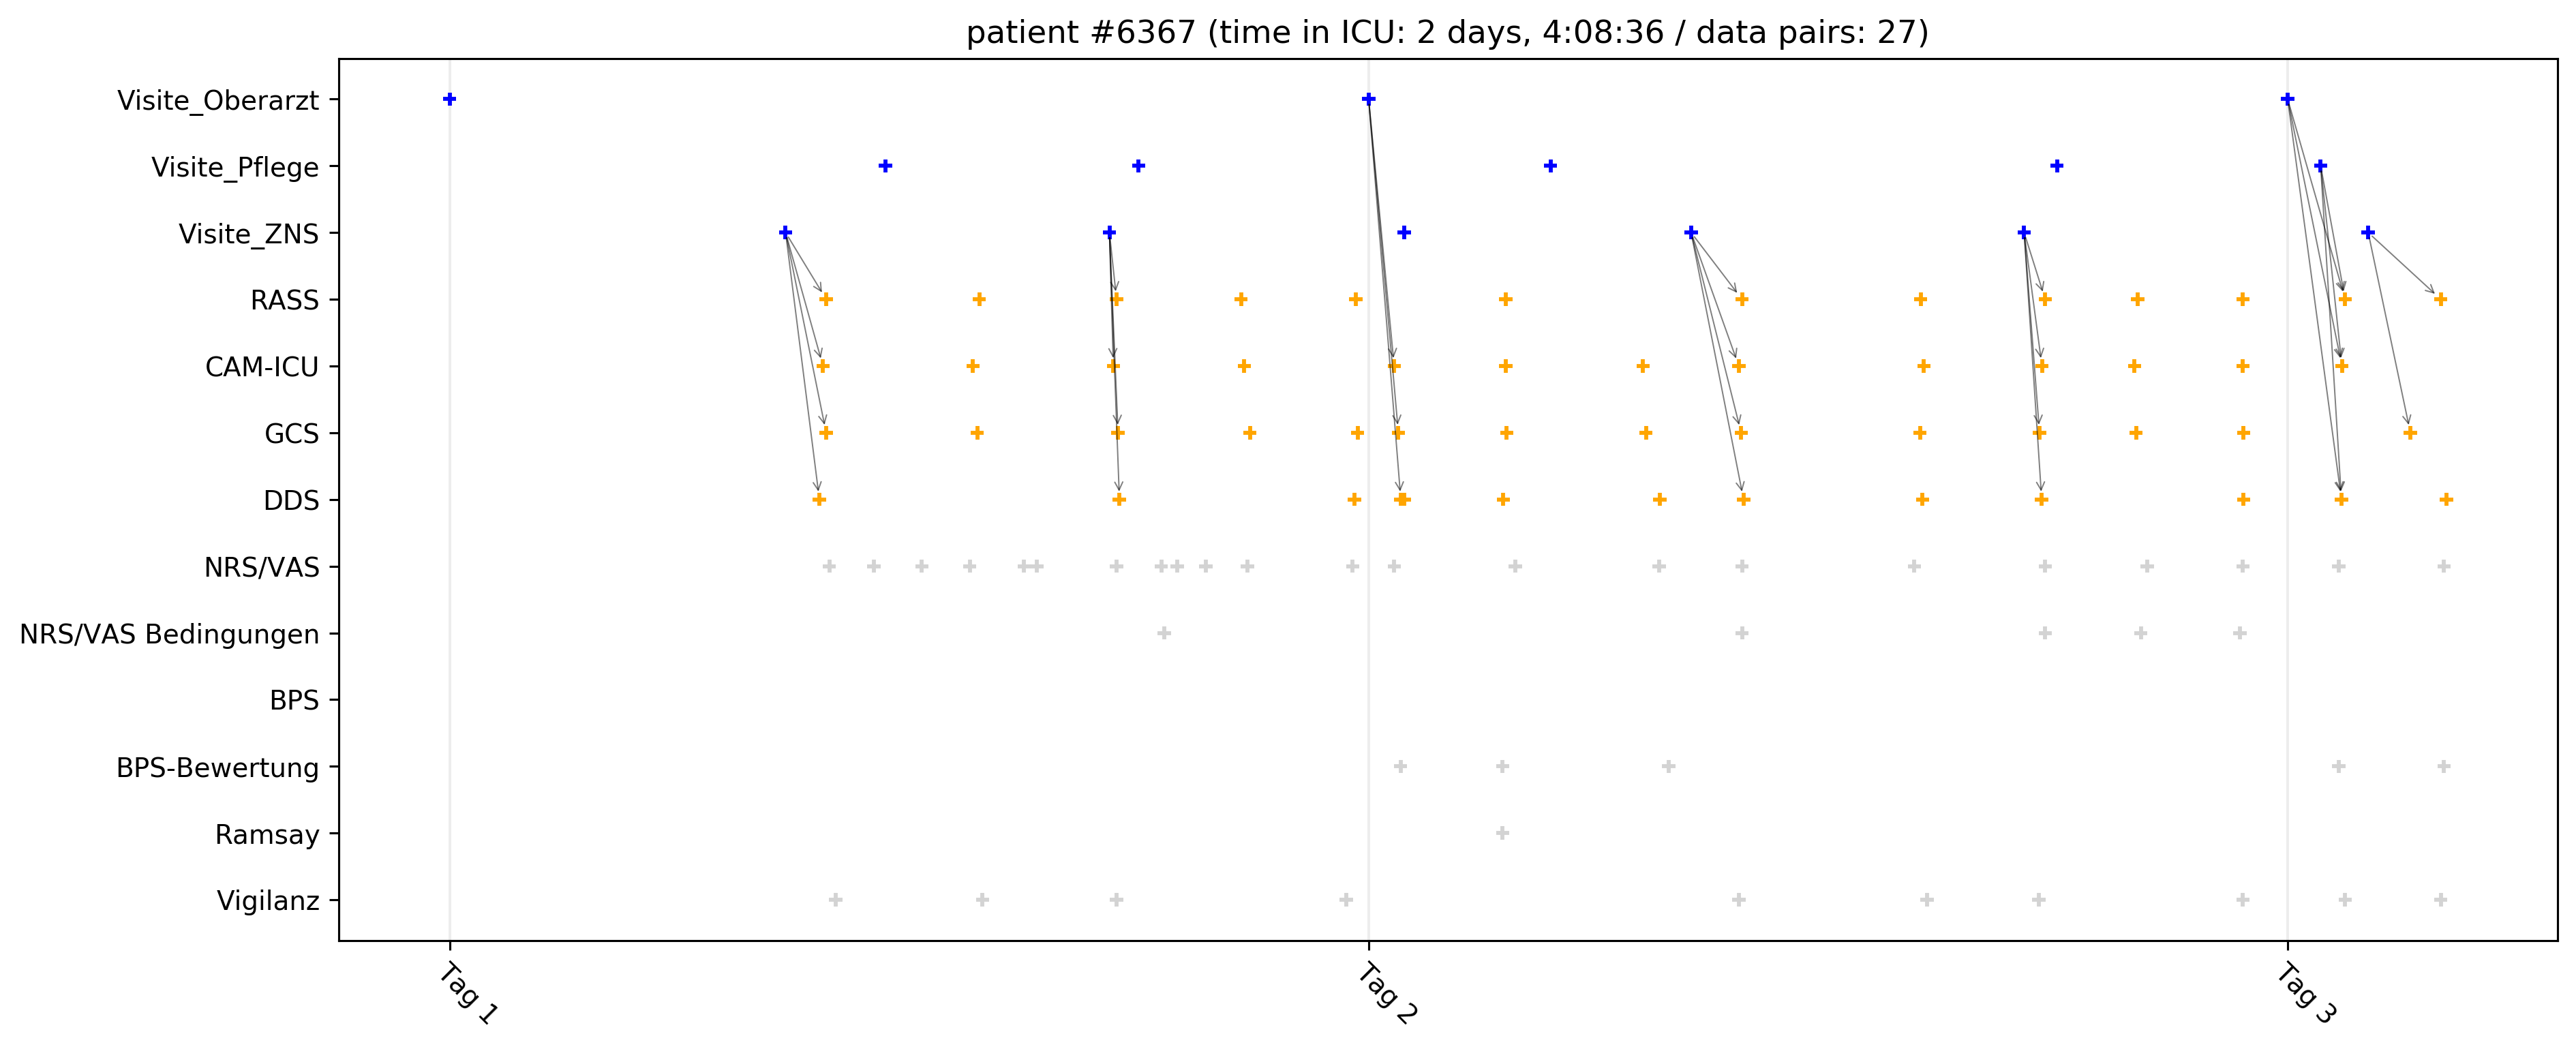 patient #6367 (time in ICU: 2 days, 4:08:36 / data pairs: 27)
Visite_Oberarzt
Visite_Pflege
Visite_ZNS
RASS
CAM-ICU
GCS
DDS
NRS/VAS
NRS/VAS Bedingungen
BPS
BPS-Bewertung
Ramsay
Vigilanz
Tag 1
Tag 2
Tag 3